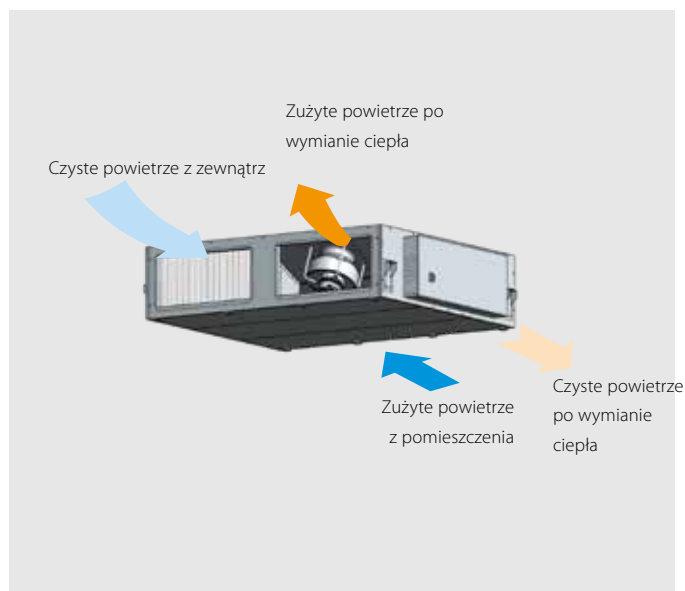 Zużyte powietrze po
wymianie ciepła
Czyste powietrze z zewnątrz
Zużyte powietrze
z pomieszczenia
Czyste powietrze
po wymianie
ciepła